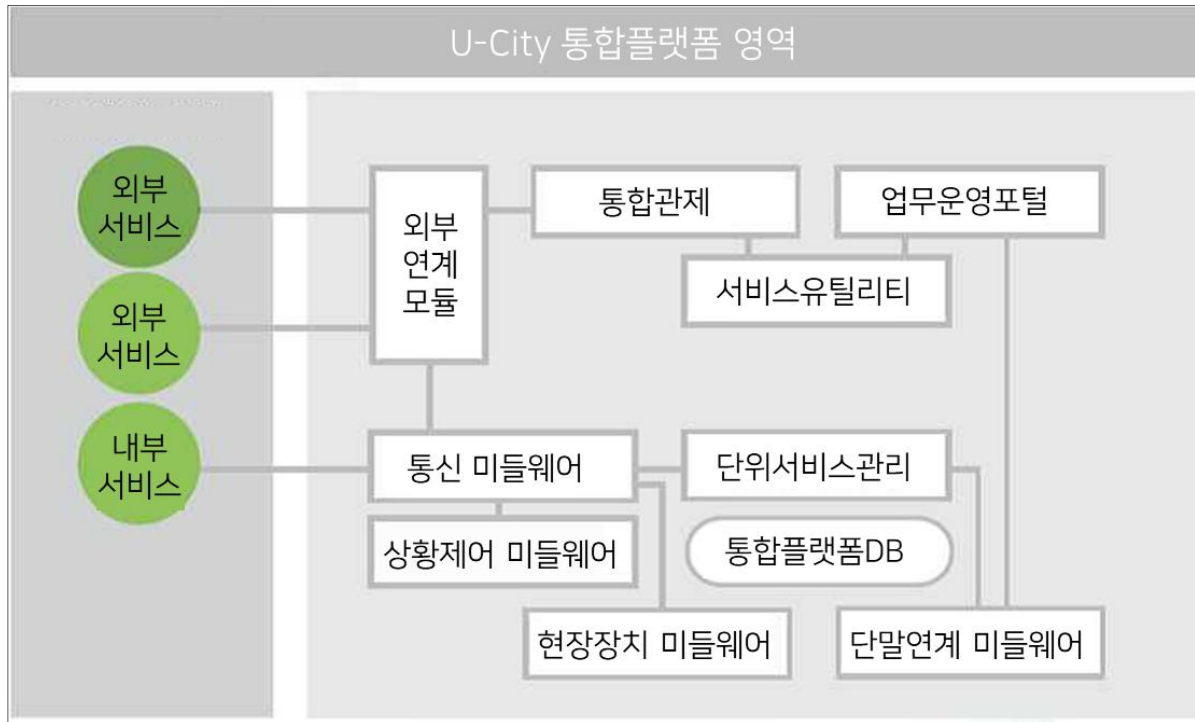 U-City 통합플랫폼 영역
외부
서비스
외부
서비스
내부
서비스
외부
연계
모듈
통합관제
업무운영포털
서비스유틸리티
통신 미들웨어
단위서비스관리
상황제어 미들웨어
통합플랫폼DB
현장장치 미들웨어
단말연계 미들웨어